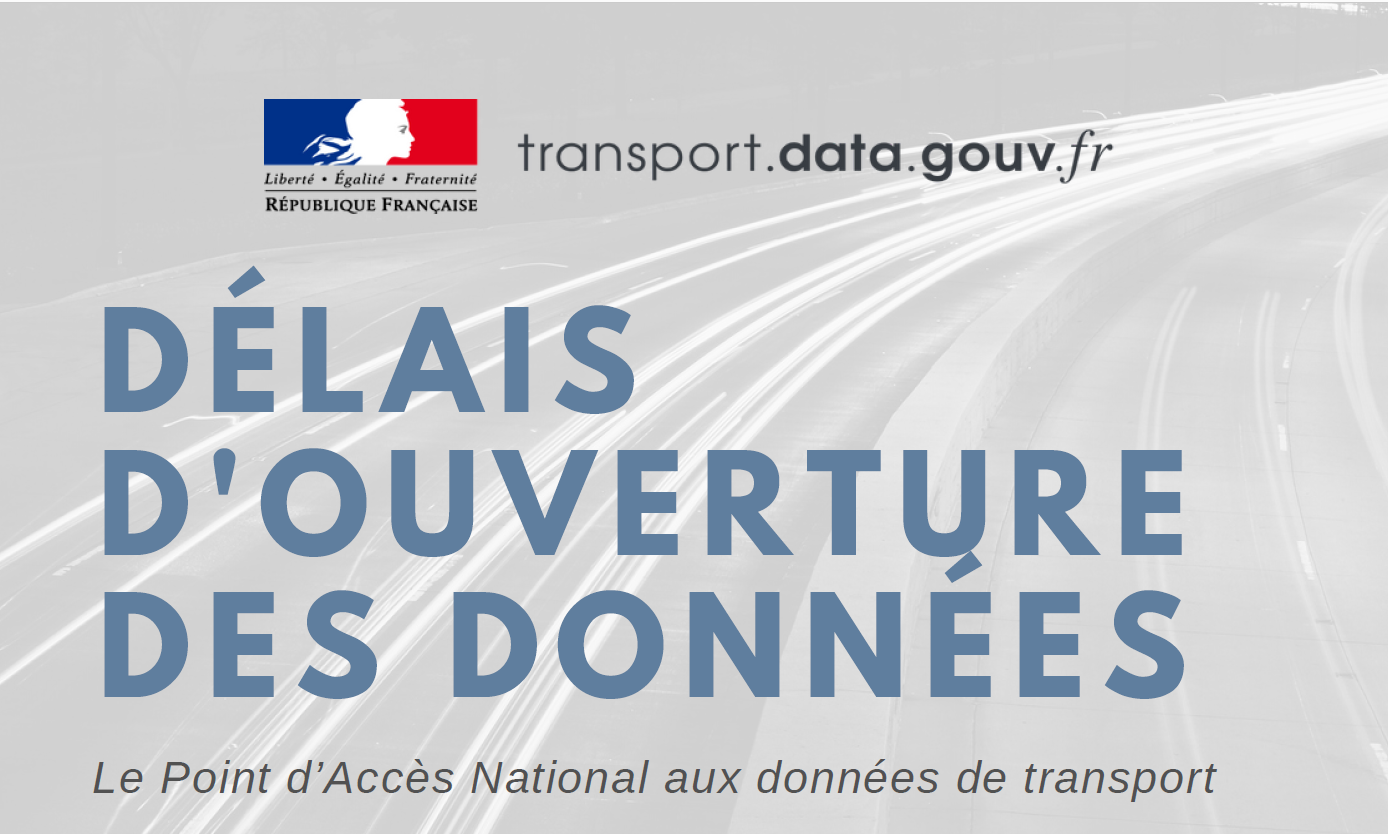 Liberté • Égalité • Fraternité
RÉPUBLIQUE FRANÇAISE
transport.data.gouv.fr
DÉLAIS
D'OUVERTURE
DES DONNÉES
Le Point d’Accès National aux données de transport